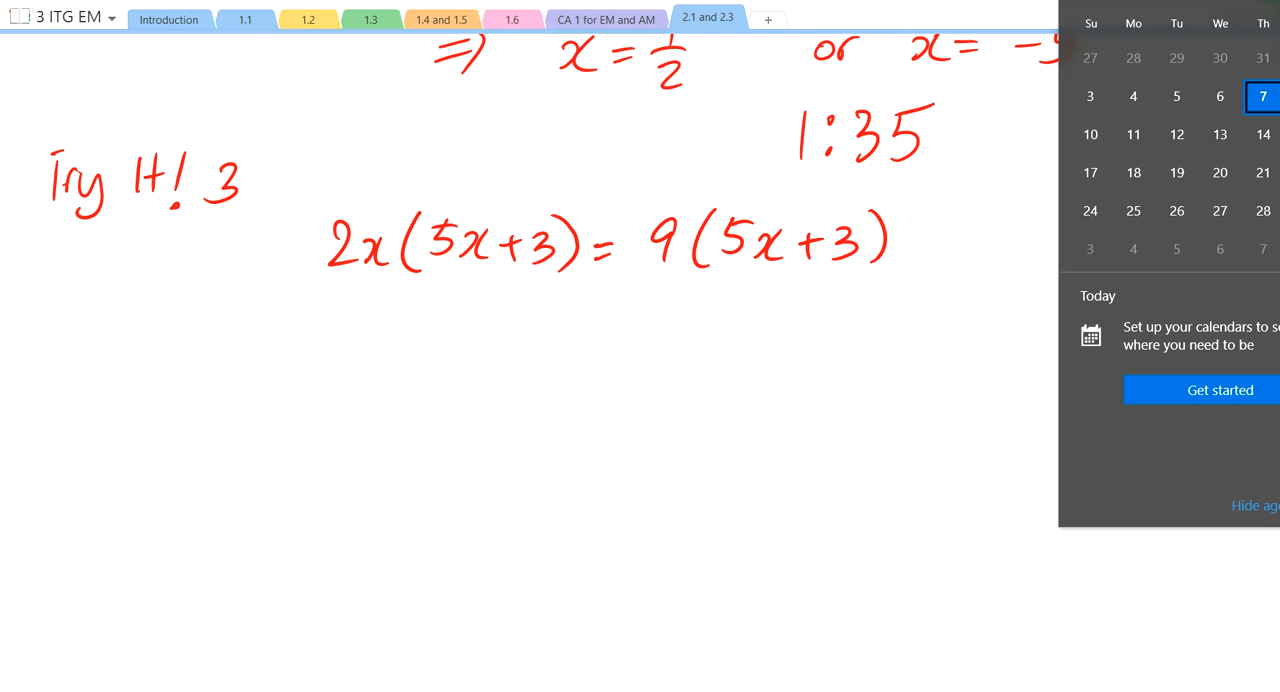 3 ITG EM
Introduction 1.1 1.2 1.3 1.4 and 1.5 1.6 CA 1 for EM and AM 2.1 and 2.3 +
⇒ x = 1/2 or x = -5
1:35
Try It! 3
2x(5x+3) = 9(5x+3)
Su Mo Tu We Th
27 28 29 30 31
3 4 5 6 7
10 11 12 13 14
17 18 19 20 21
24 25 26 27 28
3 4 5 6 7
Today
Set up your calendars to
where you need to be
Get started
Hide